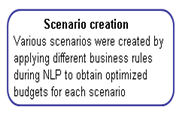 Scenario creation
Various scenarios were created by
applying different business rules
during NLP to obtain optimized
budgets for each scenario